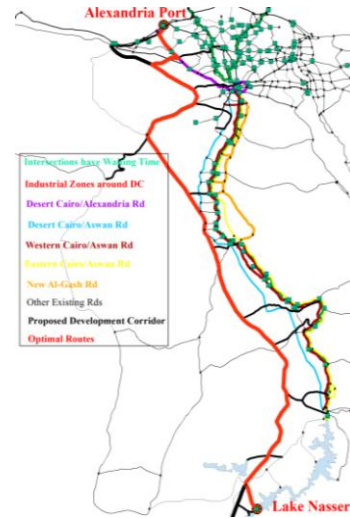 Alexandria Port
Intersections have Waiting Time
Industrial Zones around DC
Desert Cairo/Alexandria Rd
Desert Cairo/Aswan Rd
Western Cairo/Aswan Rd
Eastern Cairo/Aswan Rd
New Al-Gash Rd
Other Existing Rds
Proposed Development Corridor
Optimal Routes
Lake Nasser